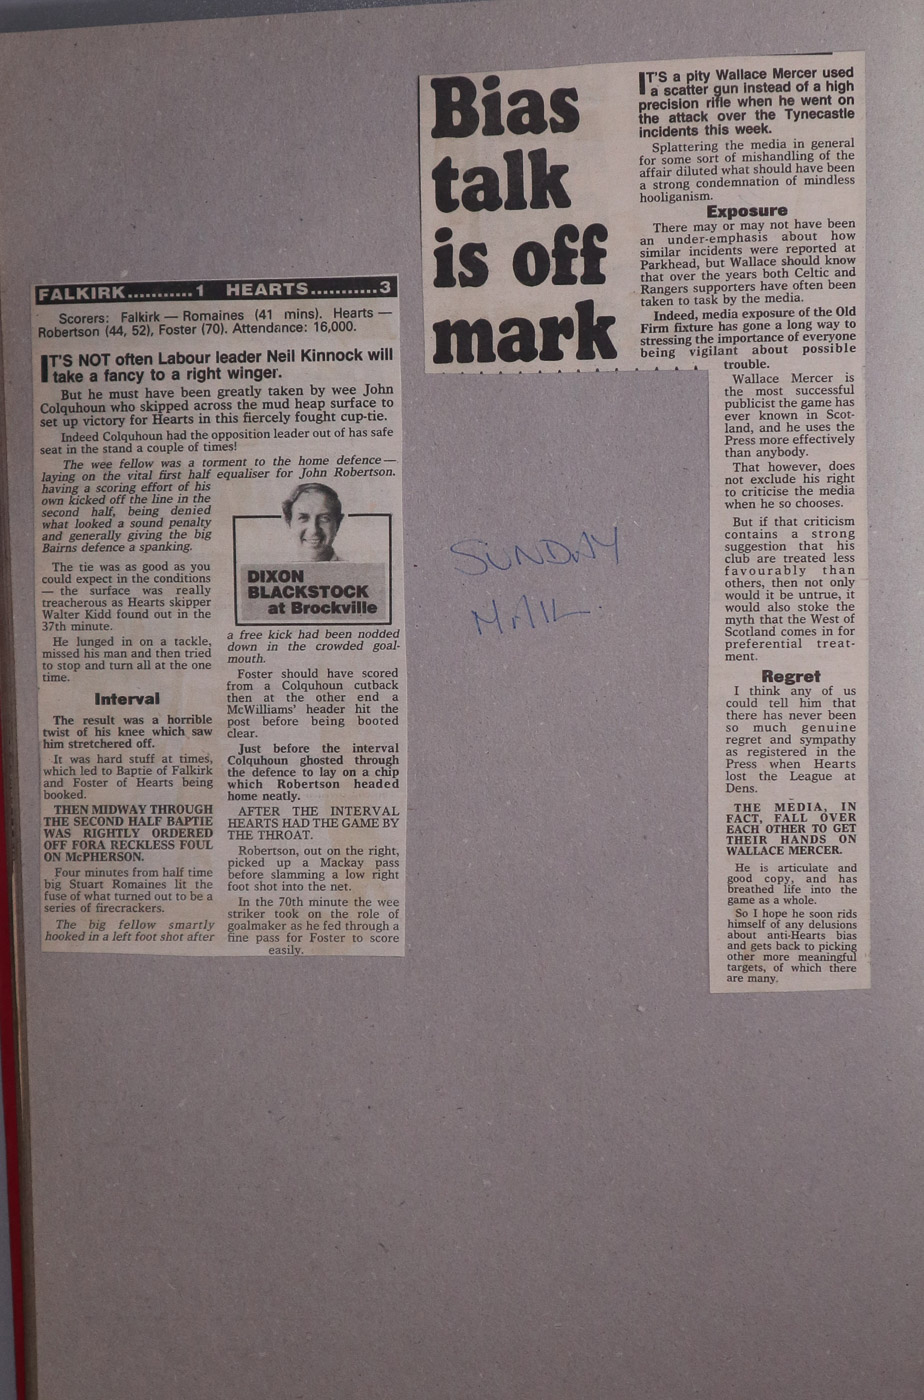 FALKIRK...........1 HEARTS...........3
Scorers: Falkirk — Romaines (41 mins). Hearts —
Robertson (44, 52), Foster (70). Attendance: 16,000.
IT'S NOT often Labour leader Neil Kinnock will
take a fancy to a right winger.
But he must have been greatly taken by wee John
Colquhoun who skipped across the mud heap surface to
set up victory for Hearts in this fiercely fought cup-tie.
Indeed Colquhoun had the opposition leader out of has safe
seat in the stand a couple of times!
The wee fellow was a torment to the home defence —
laying on the vital first half equaliser for John Robertson.
having a scoring effort of his
own kicked off the line in the
second half, being denied
what looked a sound penalty
and generally giving the big
Bairns defence a spanking.
The tie was as good as you
could expect in the conditions
— the surface was really
treacherous as Hearts skipper
Walter Kidd found out in the
37th minute.
He lunged in on a tackle,
missed his man and then tried
to stop and turn all at the one
time.
Interval
The result was a horrible
twist of his knee which saw
him stretchered off.
It was hard stuff at times,
which led to Baptie of Falkirk
and Foster of Hearts being
booked.
THEN MIDWAY THROUGH
THE SECOND HALF BAPTIE
WAS RIGHTLY ORDERED
OFF FORA RECKLESS FOUL
ON McPHERSON.
Four minutes from half time
big Stuart Romaines lit the
fuse of what turned out to be a
series of firecrackers.
The big fellow smartly
hooked in a left foot shot after
DIXON
BLACKSTOCK
at Brockville
a free kick had been nodded
down in the crowded goal-
mouth.
Foster should have scored
from a Colquhoun cutback
then at the other end a
McWilliams' header hit the
post before being booted
clear.
Just before the interval
Colquhoun ghosted through
the defence to lay on a chip
which Robertson headed
home neatly.
AFTER THE INTERVAL
HEARTS HAD THE GAME BY
THE THROAT.
Robertson, out on the right,
picked up a Mackay pass
before slamming a low right
foot shot into the net.
In the 70th minute the wee
striker took on the role of
goalmaker as he fed through a
fine pass for Foster to score
easily.
Bias
talk
is off
mark
IT'S a pity Wallace Mercer used
a scatter gun instead of a high
precision rifle when he went on
the attack over the Tynecastle
incidents this week.
Splattering the media in general
for some sort of mishandling of the
affair diluted what should have been
a strong condemnation of mindless
hooliganism.
Exposure
There may or may not have been
an under-emphasis about how
similar incidents were reported at
Parkhead, but Wallace should know
that over the years both Celtic and
Rangers supporters have often been
taken to task by the media.
Indeed, media exposure of the Old
Firm fixture has gone a long way to
stressing the importance of everyone
being vigilant about possible
trouble.
Wallace Mercer is
the most successful
publicist the game has
ever known in Scot-
land, and he uses the
Press more effectively
than anybody.
That however, does
not exclude his right
to criticise the media
when he so chooses.
But if that criticism
contains a strong
suggestion that his
club are treated less
favourably than
others, then not only
would it be untrue, it
would also stoke the
myth that the West of
Scotland comes in for
preferential treat-
ment.
Regret
I think any of us
could tell him that
there has never been
so much genuine
regret and sympathy
as registered in the
Press when Hearts
lost the League at
Dens.
THE MEDIA, IN
FACT, FALL OVER
EACH OTHER TO GET
THEIR HANDS ON
WALLACE MERCER.
He is articulate and
good copy, and has
breathed life into the
game as a whole.
So I hope he soon rids
himself of any delusions
about anti-Hearts bias
and gets back to picking
other more meaningful
targets, of which there
are many.
SUNDAY
MAIL.